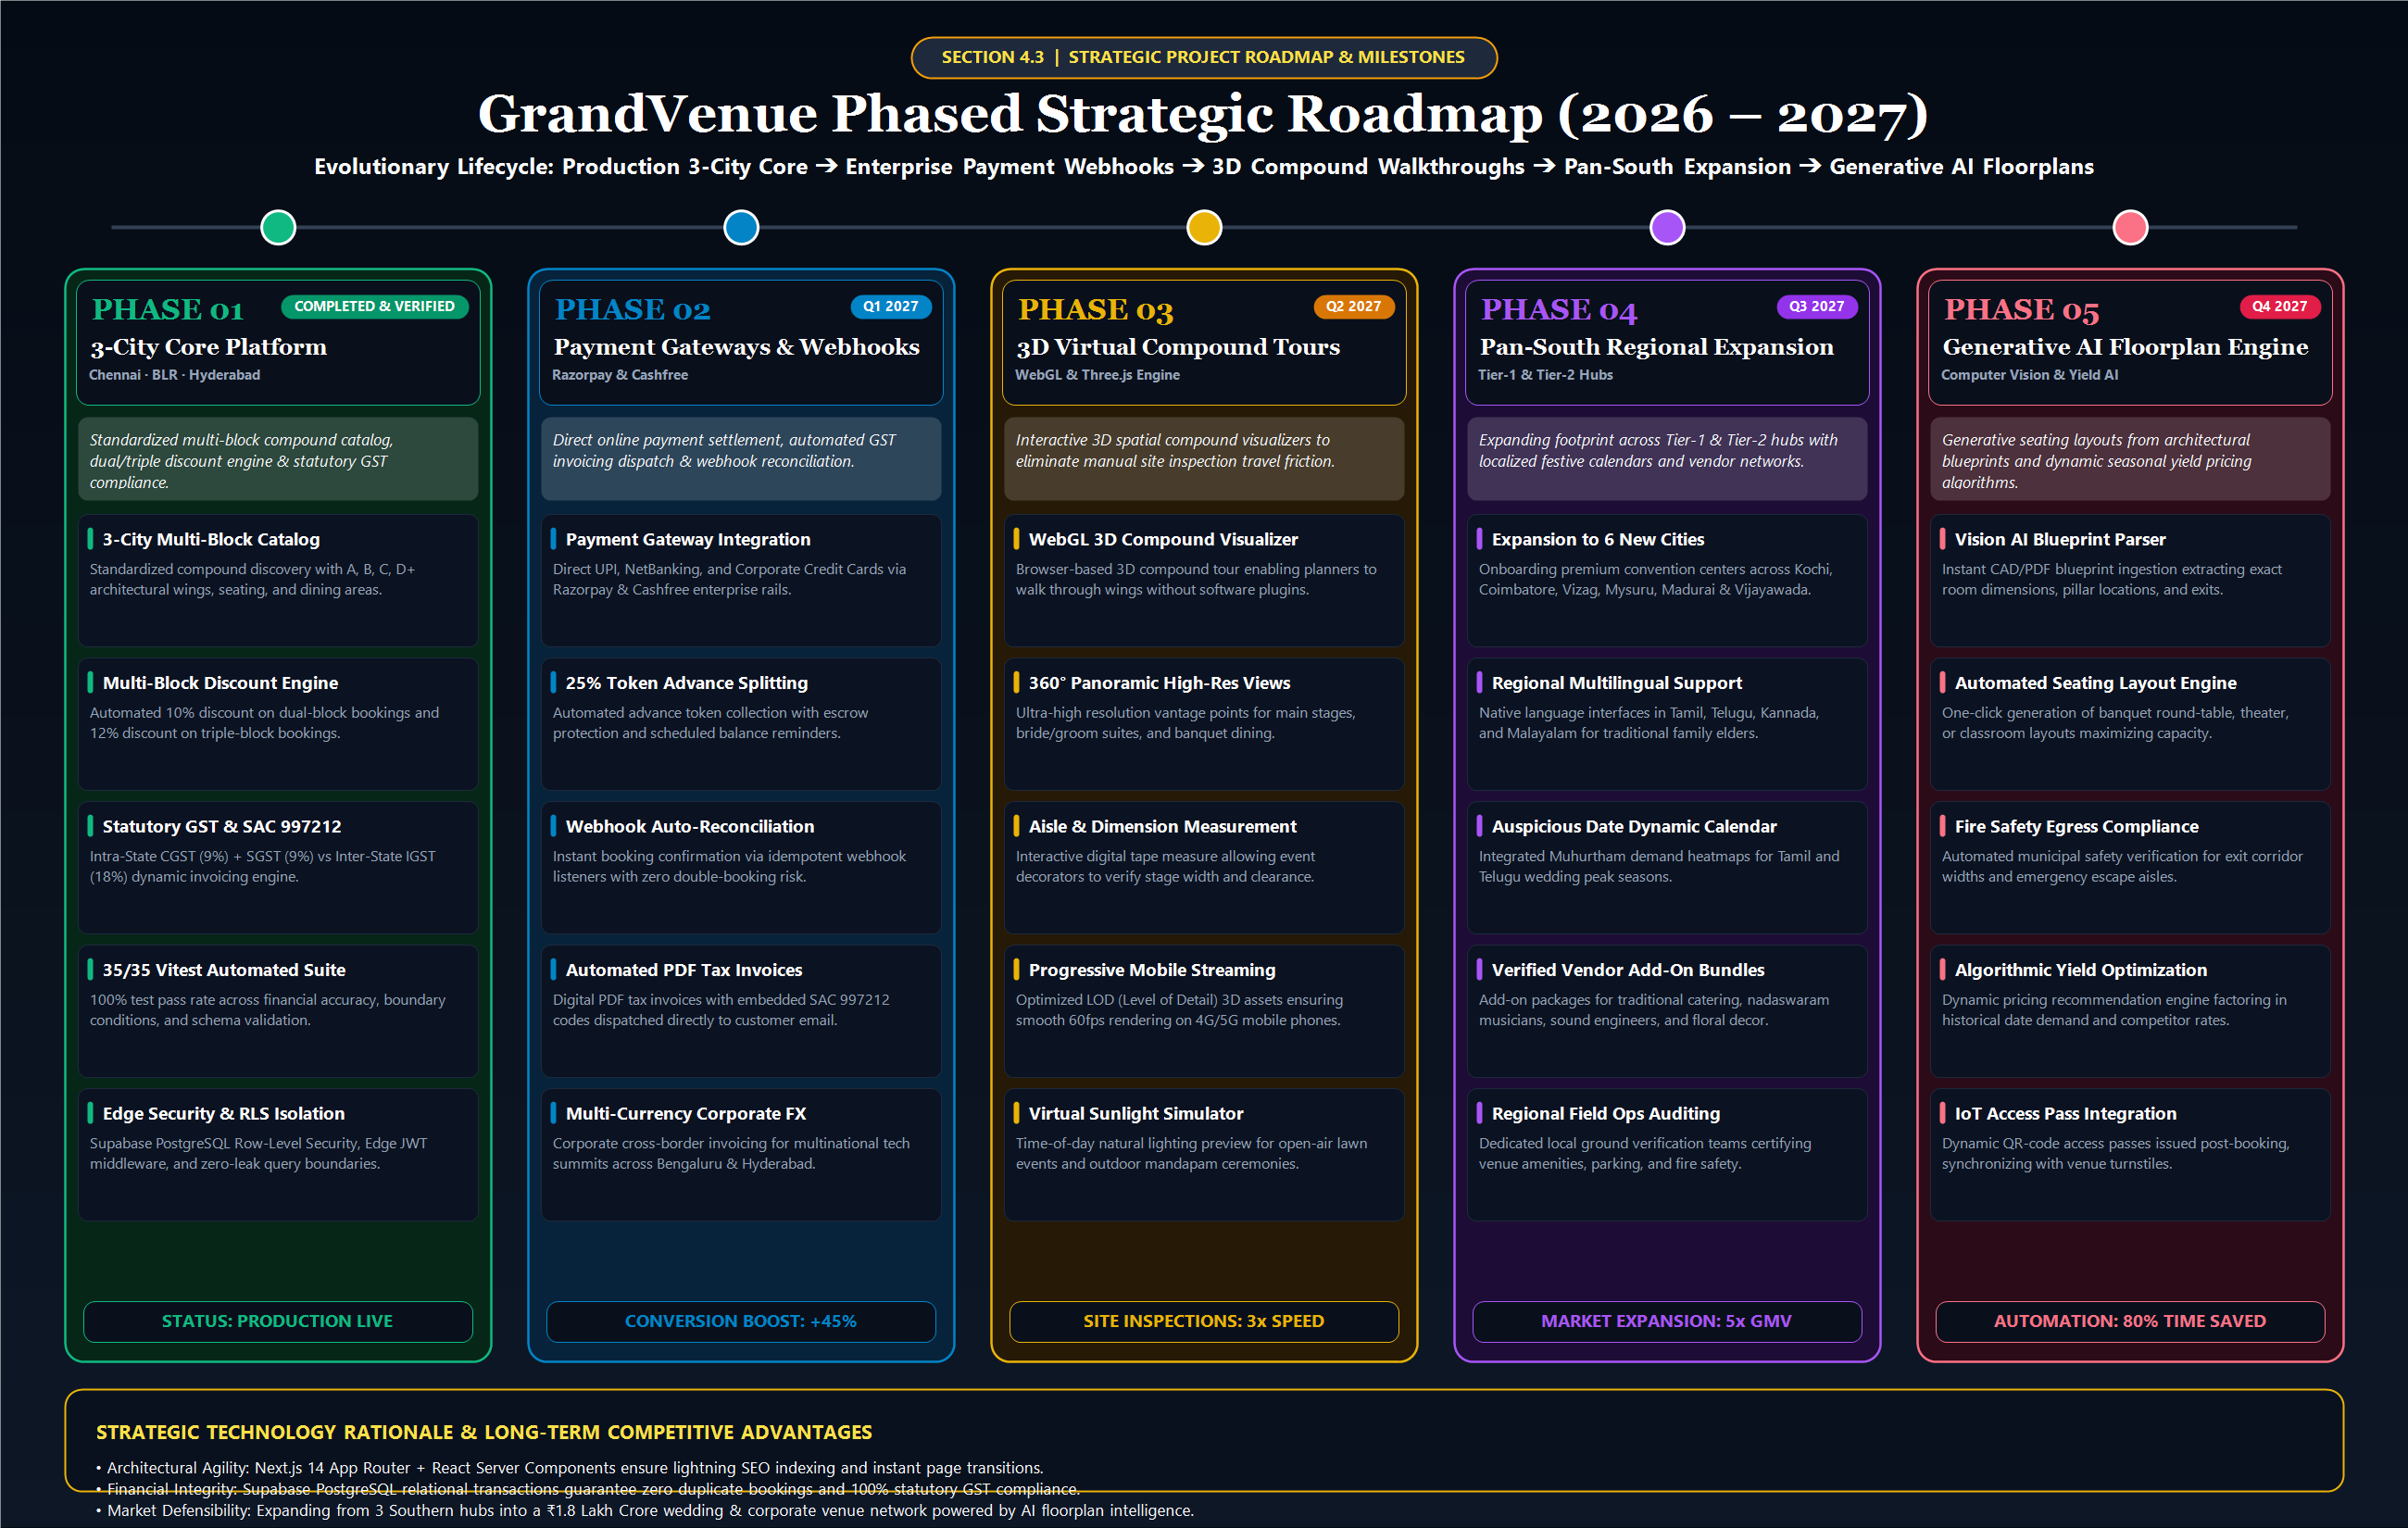 SECTION 4.3 | STRATEGIC PROJECT ROADMAP & MILESTONES
GrandVenue Phased Strategic Roadmap (2026 – 2027)
Evolutionary Lifecycle: Production 3-City Core ➔ Enterprise Payment Webhooks ➔ 3D Compound Walkthroughs ➔ Pan-South Expansion ➔ Generative AI Floorplans
PHASE 01
COMPLETED & VERIFIED
3-City Core Platform
Chennai · BLR · Hyderabad
Standardized multi-block compound catalog,
dual/triple discount engine & statutory GST
compliance.
3-City Multi-Block Catalog
Standardized compound discovery with A, B, C, D+
architectural wings, seating, and dining areas.
Multi-Block Discount Engine
Automated 10% discount on dual-block bookings and
12% discount on triple-block bookings.
Statutory GST & SAC 997212
Intra-State CGST (9%) + SGST (9%) vs Inter-State IGST
(18%) dynamic invoicing engine.
35/35 Vitest Automated Suite
100% test pass rate across financial accuracy, boundary
conditions, and schema validation.
Edge Security & RLS Isolation
Supabase PostgreSQL Row-Level Security, Edge JWT
middleware, and zero-leak query boundaries.
STATUS: PRODUCTION LIVE
PHASE 02
Q1 2027
Payment Gateways & Webhooks
Razorpay & Cashfree
Direct online payment settlement, automated GST
invoicing dispatch & webhook reconciliation.
Payment Gateway Integration
Direct UPI, NetBanking, and Corporate Credit Cards via
Razorpay & Cashfree enterprise rails.
25% Token Advance Splitting
Automated advance token collection with escrow
protection and scheduled balance reminders.
Webhook Auto-Reconciliation
Instant booking confirmation via idempotent webhook
listeners with zero double-booking risk.
Automated PDF Tax Invoices
Digital PDF tax invoices with embedded SAC 997212
codes dispatched directly to customer email.
Multi-Currency Corporate FX
Corporate cross-border invoicing for multinational tech
summits across Bengaluru & Hyderabad.
CONVERSION BOOST: +45%
PHASE 03
Q2 2027
3D Virtual Compound Tours
WebGL & Three.js Engine
Interactive 3D spatial compound visualizers to
eliminate manual site inspection travel friction.
WebGL 3D Compound Visualizer
Browser-based 3D compound tour enabling planners to
walk through wings without software plugins.
360° Panoramic High-Res Views
Ultra-high resolution vantage points for main stages,
bride/groom suites, and banquet dining.
Aisle & Dimension Measurement
Interactive digital tape measure allowing event
decorators to verify stage width and clearance.
Progressive Mobile Streaming
Optimized LOD (Level of Detail) 3D assets ensuring
smooth 60fps rendering on 4G/5G mobile phones.
Virtual Sunlight Simulator
Time-of-day natural lighting preview for open-air lawn
events and outdoor mandapam ceremonies.
SITE INSPECTIONS: 3x SPEED
PHASE 04
Q3 2027
Pan-South Regional Expansion
Tier-1 & Tier-2 Hubs
Expanding footprint across Tier-1 & Tier-2 hubs with
localized festive calendars and vendor networks.
Expansion to 6 New Cities
Onboarding premium convention centers across Kochi,
Coimbatore, Vizag, Mysuru, Madurai & Vijayawada.
Regional Multilingual Support
Native language interfaces in Tamil, Telugu, Kannada,
and Malayalam for traditional family elders.
Auspicious Date Dynamic Calendar
Integrated Muhurtham demand heatmaps for Tamil and
Telugu wedding peak seasons.
Verified Vendor Add-On Bundles
Add-on packages for traditional catering, nadaswaram
musicians, sound engineers, and floral decor.
Regional Field Ops Auditing
Dedicated local ground verification teams certifying
venue amenities, parking, and fire safety.
MARKET EXPANSION: 5x GMV
PHASE 05
Q4 2027
Generative AI Floorplan Engine
Computer Vision & Yield AI
Generative seating layouts from architectural
blueprints and dynamic seasonal yield pricing
algorithms.
Vision AI Blueprint Parser
Instant CAD/PDF blueprint ingestion extracting exact
room dimensions, pillar locations, and exits.
Automated Seating Layout Engine
One-click generation of banquet round-table, theater,
or classroom layouts maximizing capacity.
Fire Safety Egress Compliance
Automated municipal safety verification for exit corridor
widths and emergency escape aisles.
Algorithmic Yield Optimization
Dynamic pricing recommendation engine factoring in
historical date demand and competitor rates.
IoT Access Pass Integration
Dynamic QR-code access passes issued post-booking,
synchronizing with venue turnstiles.
AUTOMATION: 80% TIME SAVED
STRATEGIC TECHNOLOGY RATIONALE & LONG-TERM COMPETITIVE ADVANTAGES
• Architectural Agility: Next.js 14 App Router + React Server Components ensure lightning SEO indexing and instant page transitions.
• Financial Integrity: Supabase PostgreSQL relational transactions guarantee zero duplicate bookings and 100% statutory GST compliance.
• Market Defensibility: Expanding from 3 Southern hubs into a ₹1.8 Lakh Crore wedding & corporate venue network powered by AI floorplan intelligence.